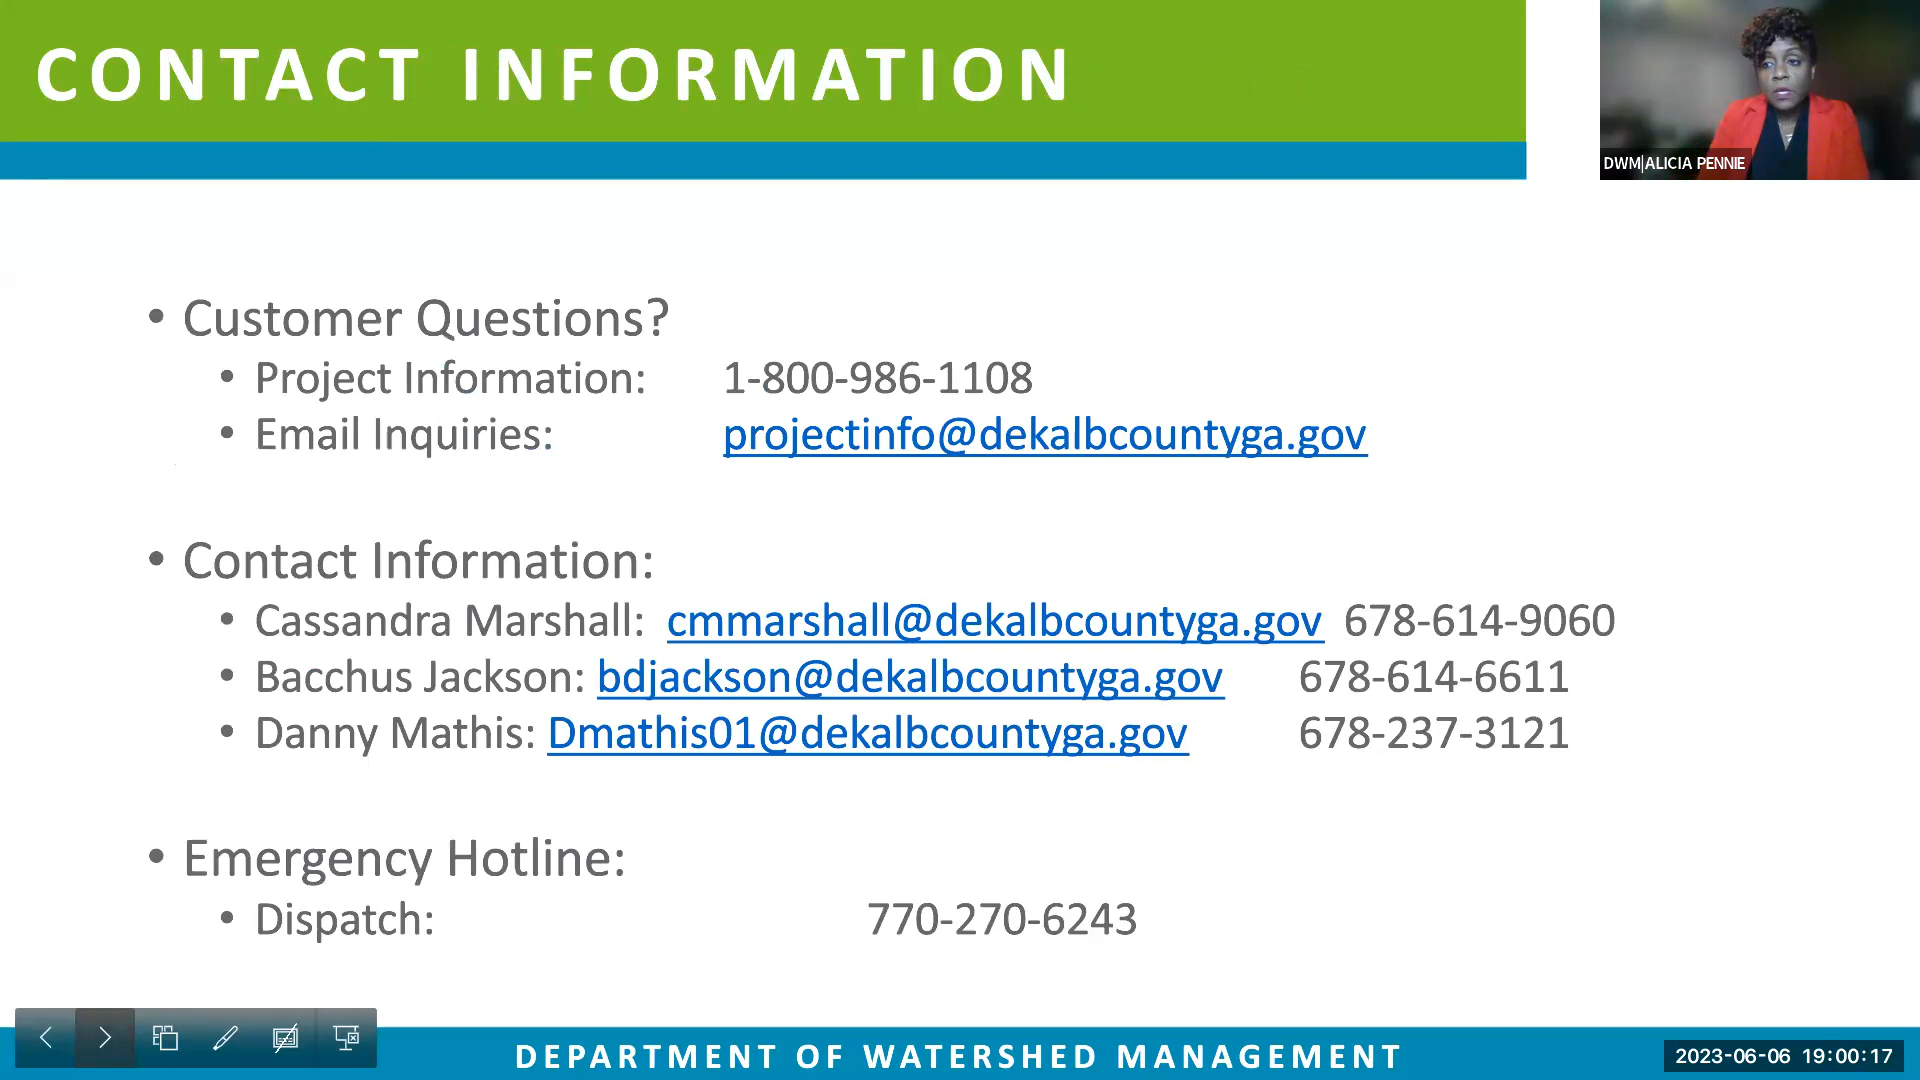 CONTACT INFORMATION
DWM|ALICIA PENNIE
• Customer Questions?
• Project Information: 1-800-986-1108
• Email Inquiries: projectinfo@dekalbcountyga.gov
• Contact Information:
• Cassandra Marshall: cmmarshall@dekalbcountyga.gov 678-614-9060
• Bacchus Jackson: bdjackson@dekalbcountyga.gov 678-614-6611
• Danny Mathis: Dmathis01@dekalbcountyga.gov 678-237-3121
• Emergency Hotline:
• Dispatch: 770-270-6243
DEPARTMENT OF WATERSHED MANAGEMENT
2023-06-06 19:00:17